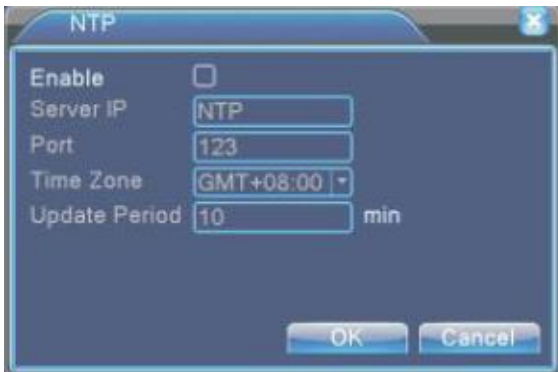 NTP
Enable
Server IP NTP
Port 123
Time Zone GMT+08:00
Update Period 10 min
OK Cancel